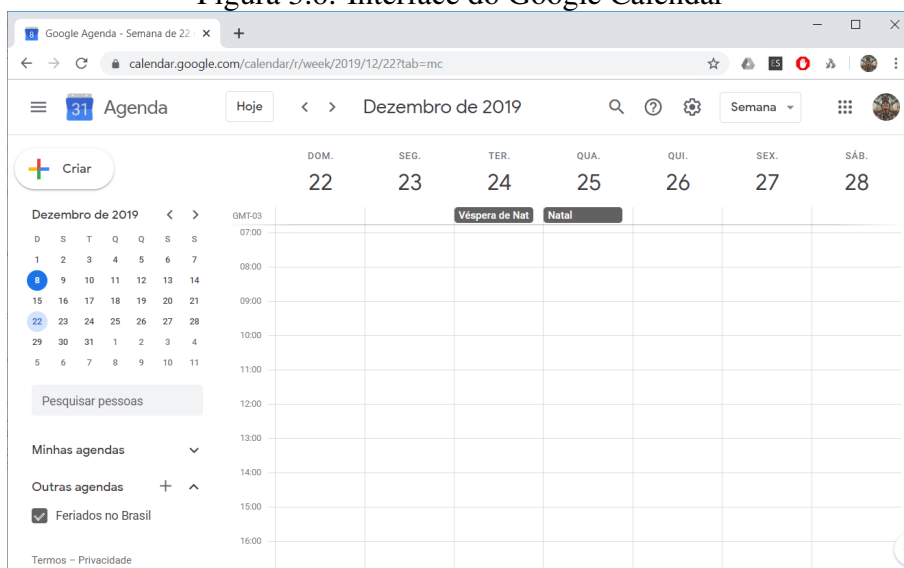 Figura 3.6: Interface do Google Calendar
Google Agenda - Semana de 22
calendar.google.com/calendar/r/week/2019/12/22?tab=mc
ES
31 Agenda
Hoje
Dezembro de 2019
Semana
Criar
DOM. SEG. TER. QUA. QUI. SEX. SÁB.
22 23 24 25 26 27 28
Dezembro de 2019
GMT-03
Véspera de Nat
Natal
D S T Q Q S S
1 2 3 4 5 6 7
8 9 10 11 12 13 14
15 16 17 18 19 20 21
22 23 24 25 26 27 28
29 30 31 1 2 3 4
5 6 7 8 9 10 11
07:00
08:00
09:00
10:00
11:00
12:00
13:00
14:00
15:00
16:00
Pesquisar pessoas
Minhas agendas
Outras agendas
Feriados no Brasil
Termos – Privacidade